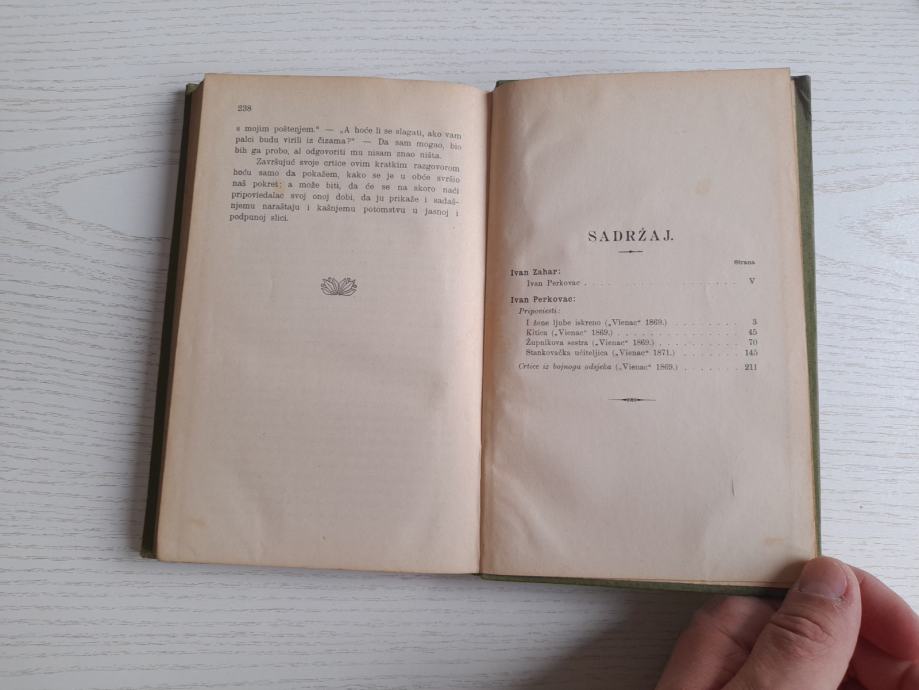 238
s mojim poštenjem.“ — „A hoće li se slagati, ako vam
palci budu virili iz čizama?“ — Da sam mogao, bio
bih ga probo, al odgovoriti mu nisam znao ništa.
Završujuć svoje crtice ovim kratkim razgovorom
hoću samo da pokažem, kako se je u obće svršio
naš pokret; a može biti, da će se na skoro naći
pripoviedalac svoj onoj dobi, da ju prikaže i sadaš-
njemu naraštaju i kašnjemu potomstvu u jasnoj i
podpunoj slici.
SADRŽAJ.
Strana
Ivan Zahar:
Ivan Perkovac . . . . . . . . . . . . . . . . . . . V
Ivan Perkovac:
Pripoviesti:
I žene ljube iskreno („Vienac“ 1869.) . . . . . . . . 3
Kitica („Vienac“ 1869.) . . . . . . . . . . . . . 45
Župnikova sestra („Vienac“ 1869.) . . . . . . . . . 70
Stankovačka učiteljica („Vienac“ 1871.) . . . . . . . 145
Crtice iz bojnoga odsjeka („Vienac“ 1869.) . . . . . . 211